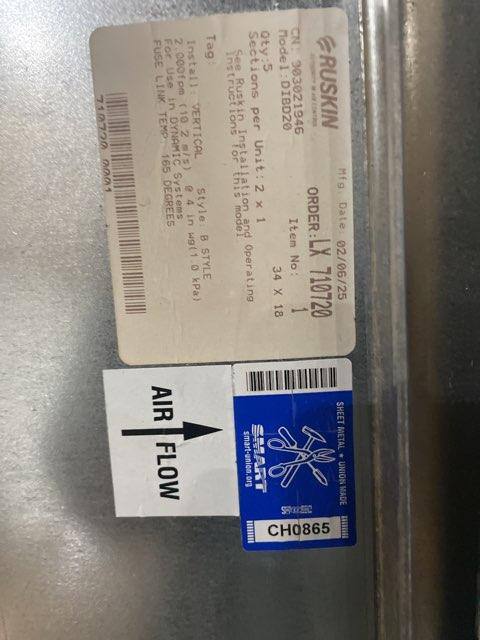 RUSKIN
Mfg. Date: 02/06/25
ORDER: LX 710720
CN: 903021946
Item No: 1
Model: DIBD20
34 X 18
Qty: 5
Sections per Unit: 2 x 1
See Ruskin Installation and Operating
Instructions for this model
Tag:
Install: VERTICAL Style: B STYLE
2,000fpm (10.2 m/s) @ 4 in wg(1.0 kPa)
For Use in DYNAMIC Systems
FUSE LINK TEMP 165 DEGREES
710720 0001
AIR FLOW
SHEET METAL * UNION MADE
SMART
smart-union.org
CH0865